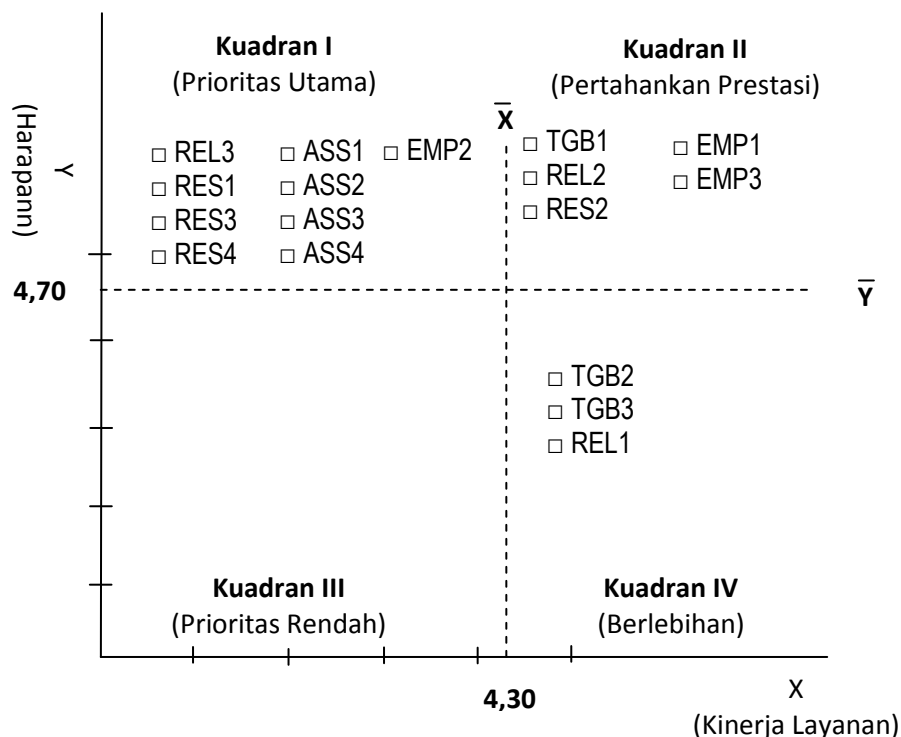 Kuadran I
(Prioritas Utama)
Kuadran II
(Pertahankan Prestasi)
X
Y
(Harapann)
REL3
RES1
RES3
RES4
ASS1
ASS2
ASS3
ASS4
EMP2
TGB1
REL2
RES2
EMP1
EMP3
4,70
Y
TGB2
TGB3
REL1
Kuadran III
(Prioritas Rendah)
Kuadran IV
(Berlebihan)
4,30
X
(Kinerja Layanan)